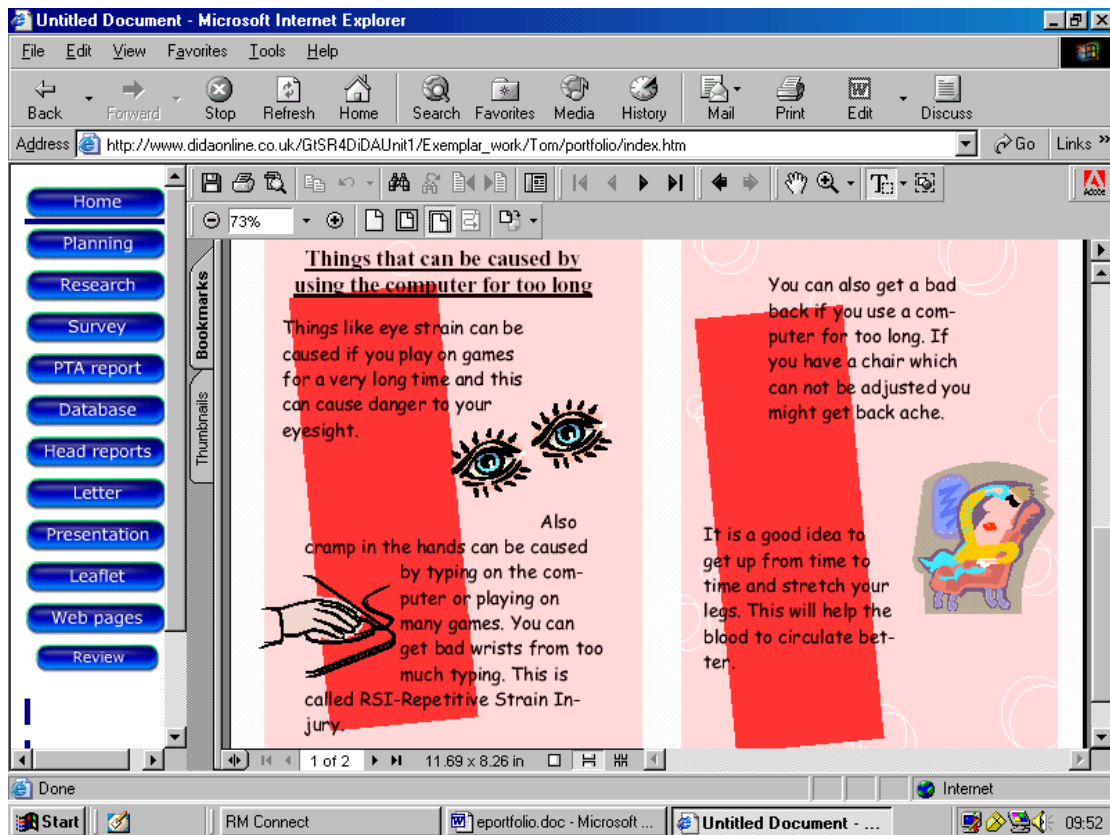 Untitled Document - Microsoft Internet Explorer
File Edit View Favorites Tools Help
Back Forward Stop Refresh Home Search Favorites Media History Mail Print Edit Discuss
Address http://www.didaonline.co.uk/GtSR4DiDAUnit1/Exemplar_work/Tom/portfolio/index.htm Go Links »
Home
Planning
Research
Survey
PTA report
Database
Head reports
Letter
Presentation
Leaflet
Web pages
Review
Adobe
73%
Bookmarks
Thumbnails
Things that can be caused by
using the computer for too long
Things like eye strain can be
caused if you play on games
for a very long time and this
can cause danger to your
eyesight.
Also
cramp in the hands can be caused
by typing on the com-
puter or playing on
many games. You can
get bad wrists from too
much typing. This is
called RSI-Repetitive Strain In-
jury.
You can also get a bad
back if you use a com-
puter for too long. If
you have a chair which
can not be adjusted you
might get back ache.
It is a good idea to
get up from time to
time and stretch your
legs. This will help the
blood to circulate bet-
ter.
1 of 2 11.69 x 8.26 in
Done Internet
Start RM Connect eportfolio.doc - Microsoft ... Untitled Document - ... 09:52